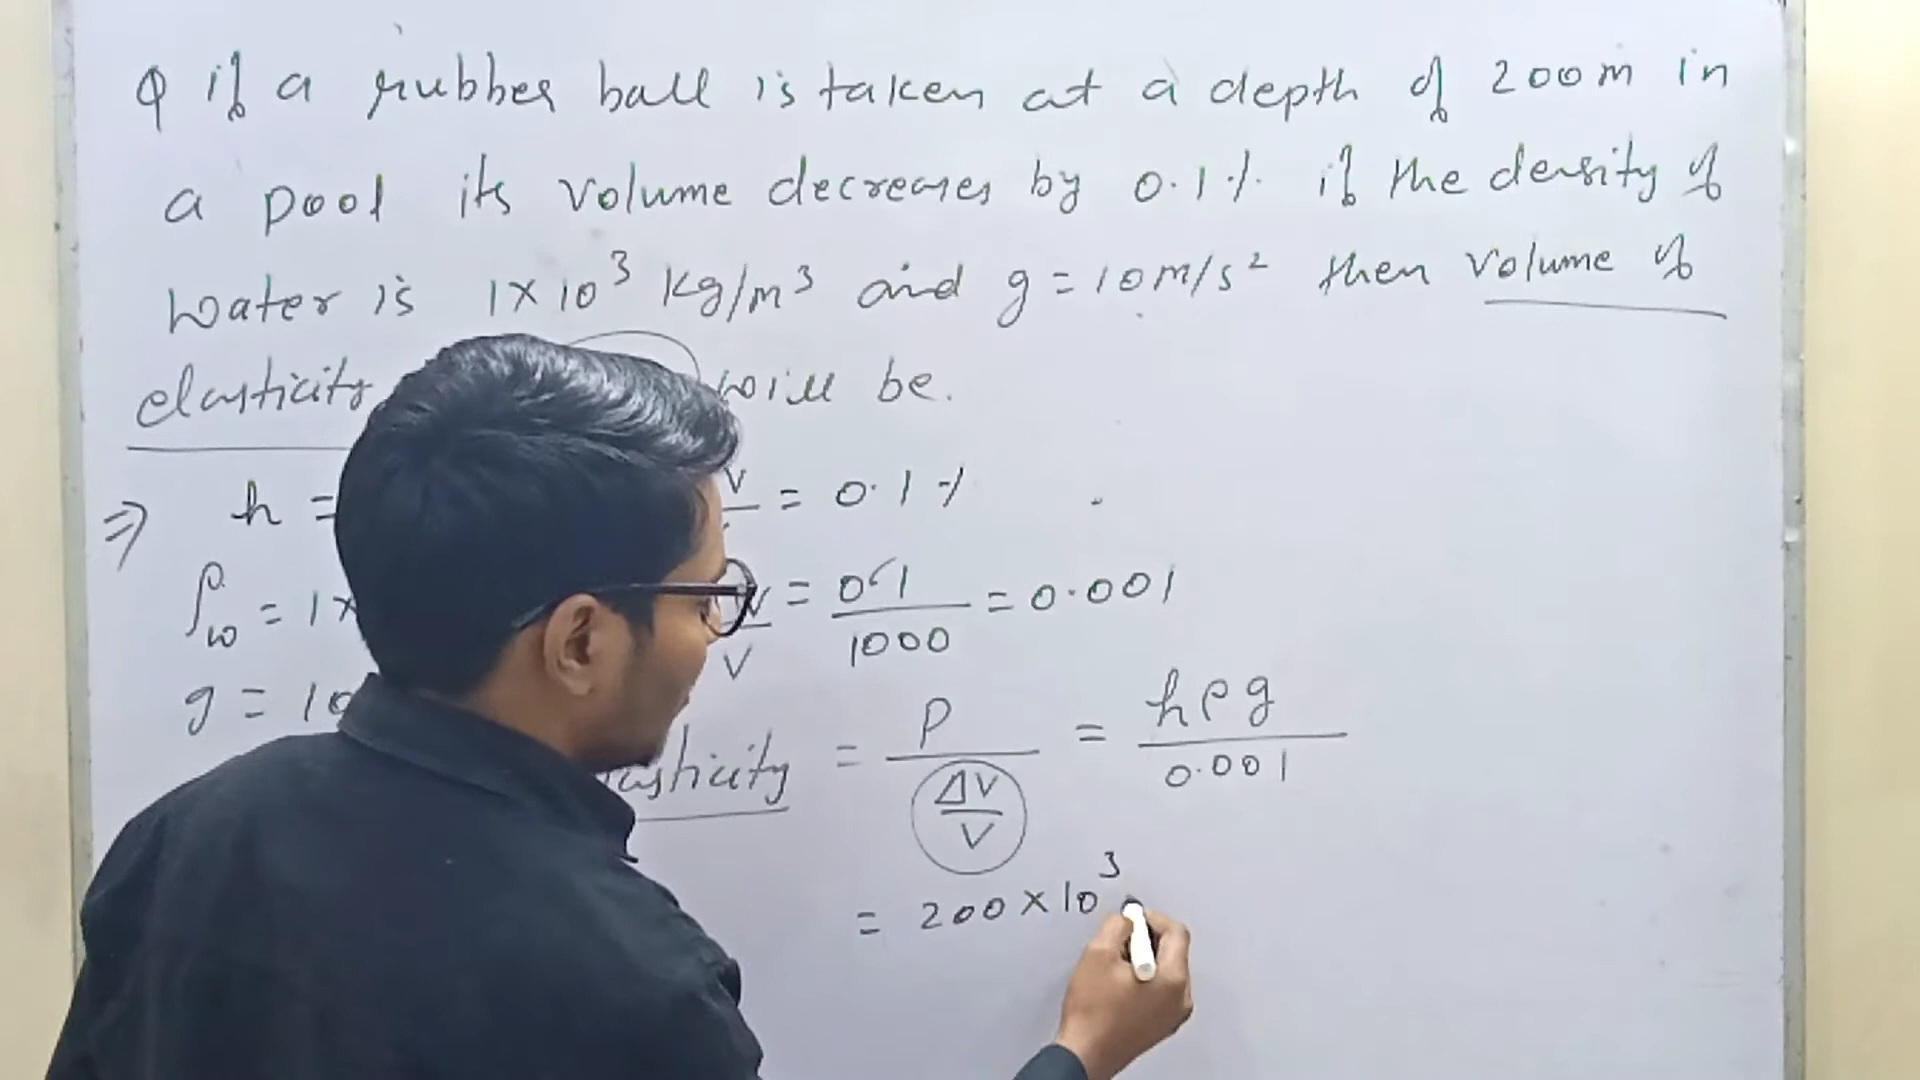 Q if a rubber ball is taken at a depth of 200m in
a pool its volume decreases by 0.1% if the density of
water is 1×10³ kg/m³ and g = 10m/s² then volume of
elasticity will be.
⇒ h = V = 0.1%
ρw = 1× V = 0.1/1000 = 0.001
g = 10
asticity = P/(ΔV/V) = hρg/0.001
= 200×10³